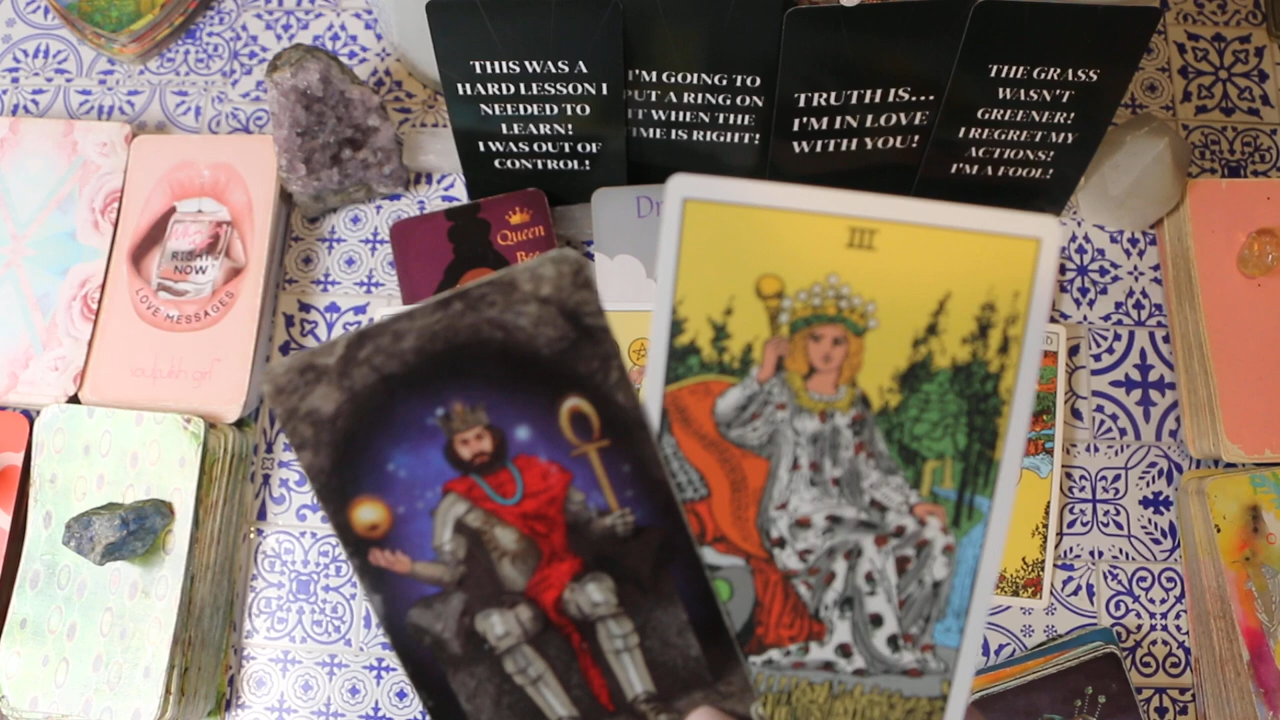 THIS WAS A
HARD LESSON I
NEEDED TO
LEARN!
I WAS OUT OF
CONTROL!
I'M GOING TO
PUT A RING ON
IT WHEN THE
TIME IS RIGHT!
TRUTH IS...
I'M IN LOVE
WITH YOU!
THE GRASS
WASN'T
GREENER!
I REGRET MY
ACTIONS!
I'M A FOOL!
RIGHT
NOW
LOVE MESSAGES
Queen
III